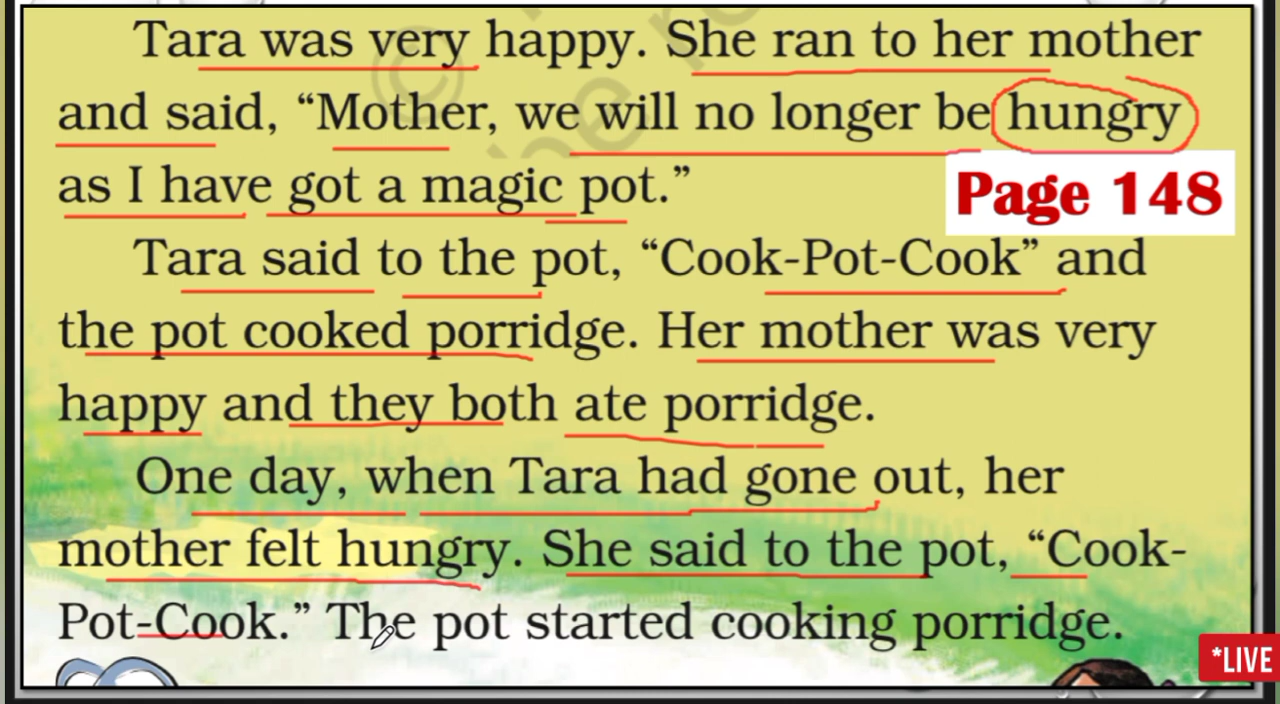 Tara was very happy. She ran to her mother
and said, “Mother, we will no longer be hungry
as I have got a magic pot.”
Page 148
Tara said to the pot, “Cook-Pot-Cook” and
the pot cooked porridge. Her mother was very
happy and they both ate porridge.
One day, when Tara had gone out, her
mother felt hungry. She said to the pot, “Cook-
Pot-Cook.” The pot started cooking porridge.
*LIVE